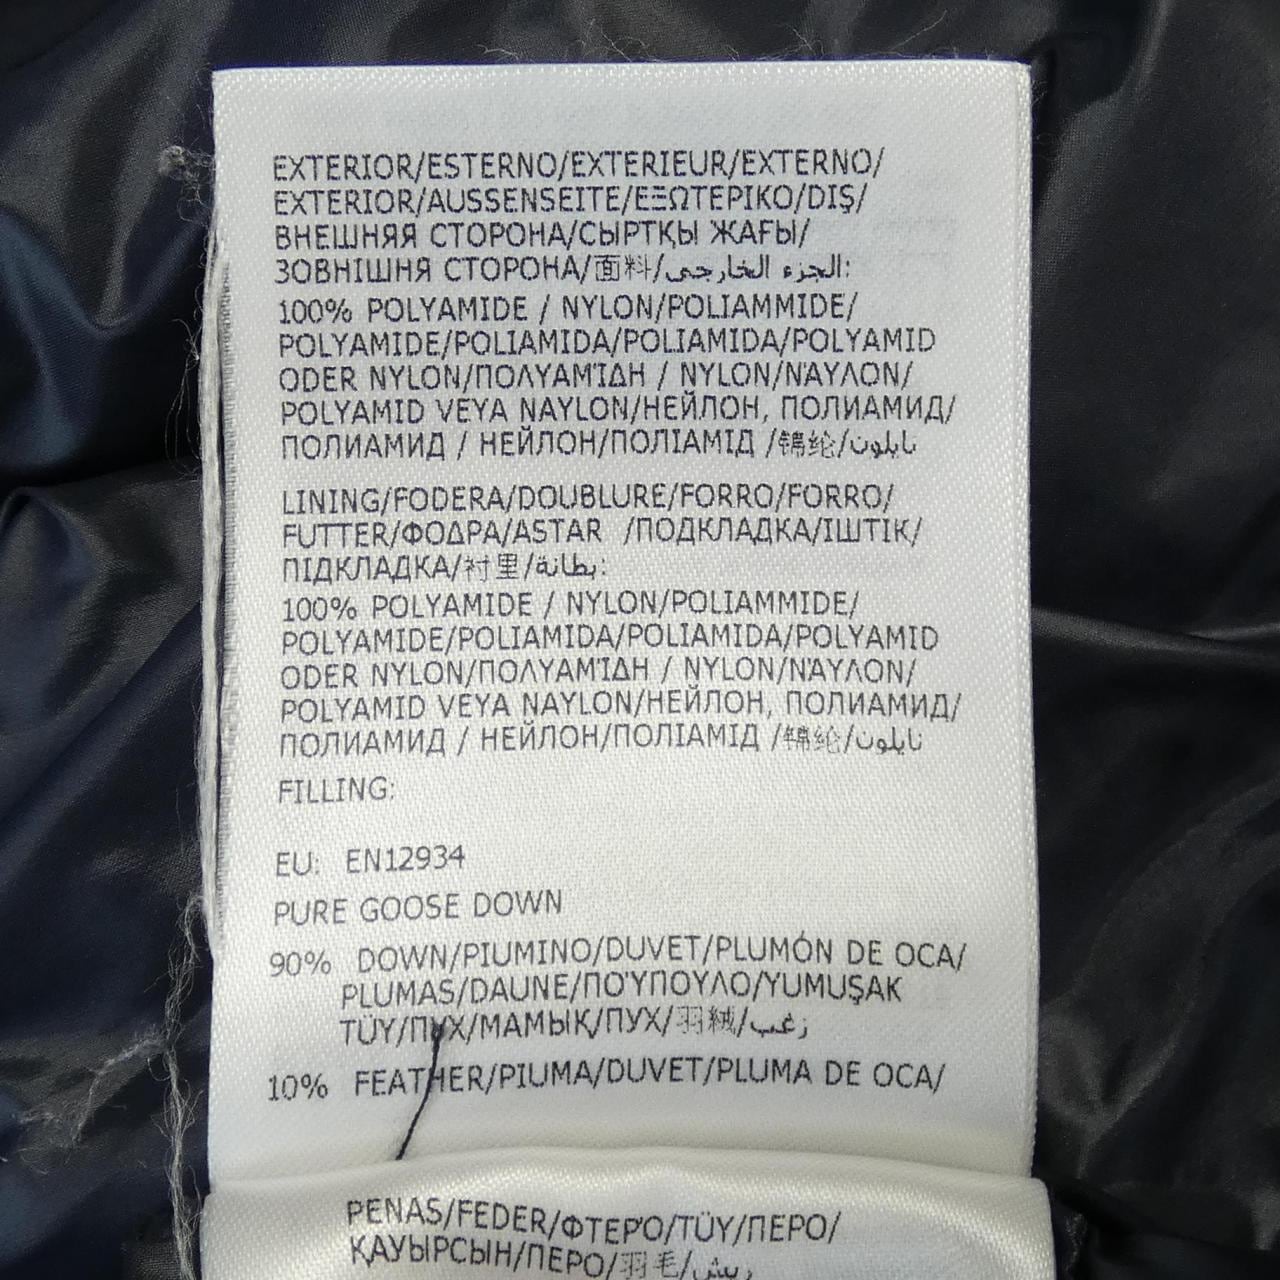 EXTERIOR/ESTERNO/EXTERIEUR/EXTERNO/
EXTERIOR/AUSSENSEITE/ΕΞΩΤΕΡΙΚΟ/DIŞ/
ВНЕШНЯЯ СТОРОНА/СЫРТҚЫ ЖАҒЫ/
ЗОВНІШНЯ СТОРОНА/面料/الجزء الخارجي:
100% POLYAMIDE / NYLON/POLIAMMIDE/
POLYAMIDE/POLIAMIDA/POLIAMIDA/POLYAMID
ODER NYLON/ΠΟΛΥΑΜΊΔΗ / NYLON/ΝΆΥΛΟΝ/
POLYAMID VEYA NAYLON/НЕЙЛОН, ПОЛИАМИД/
ПОЛИАМИД / НЕЙЛОН/ПОЛІАМІД /锦纶/نايلون
LINING/FODERA/DOUBLURE/FORRO/FORRO/
FUTTER/ΦΟΔΡΑ/ASTAR /ПОДКЛАДКА/ІШТІК/
ПІДКЛАДКА/衬里/بطانة:
100% POLYAMIDE / NYLON/POLIAMMIDE/
POLYAMIDE/POLIAMIDA/POLIAMIDA/POLYAMID
ODER NYLON/ΠΟΛΥΑΜΊΔΗ / NYLON/ΝΆΥΛΟΝ/
POLYAMID VEYA NAYLON/НЕЙЛОН, ПОЛИАМИД/
ПОЛИАМИД / НЕЙЛОН/ПОЛІАМІД /锦纶/نايلون
FILLING:
EU: EN12934
PURE GOOSE DOWN
90% DOWN/PIUMINO/DUVET/PLUMÓN DE OCA/
PLUMAS/DAUNE/ΠΟΎΠΟΥΛΟ/YUMUŞAK
TÜY/ПУХ/МАМЫҚ/ПУХ/羽絨/زغب
10% FEATHER/PIUMA/DUVET/PLUMA DE OCA/
PENAS/FEDER/ΦΤΕΡΌ/TÜY/ПЕРО/
ҚАУЫРСЫН/ПЕРО/羽毛/ريش